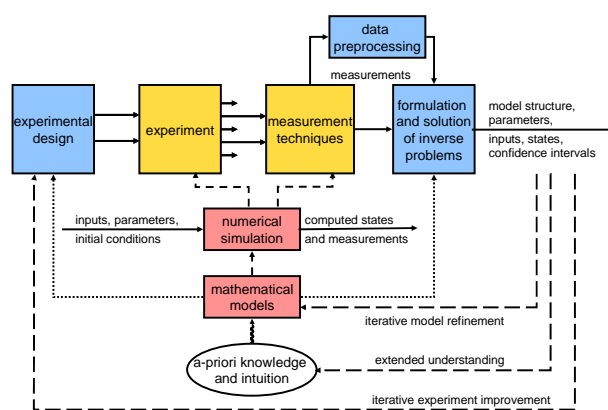 data
preprocessing
measurements
experimental
design
experiment
measurement
techniques
formulation
and solution
of inverse
problems
model structure,
parameters,
inputs, states,
confidence intervals
inputs, parameters,
initial conditions
numerical
simulation
computed states
and measurements
mathematical
models
iterative model refinement
a-priori knowledge
and intuition
extended understanding
iterative experiment improvement